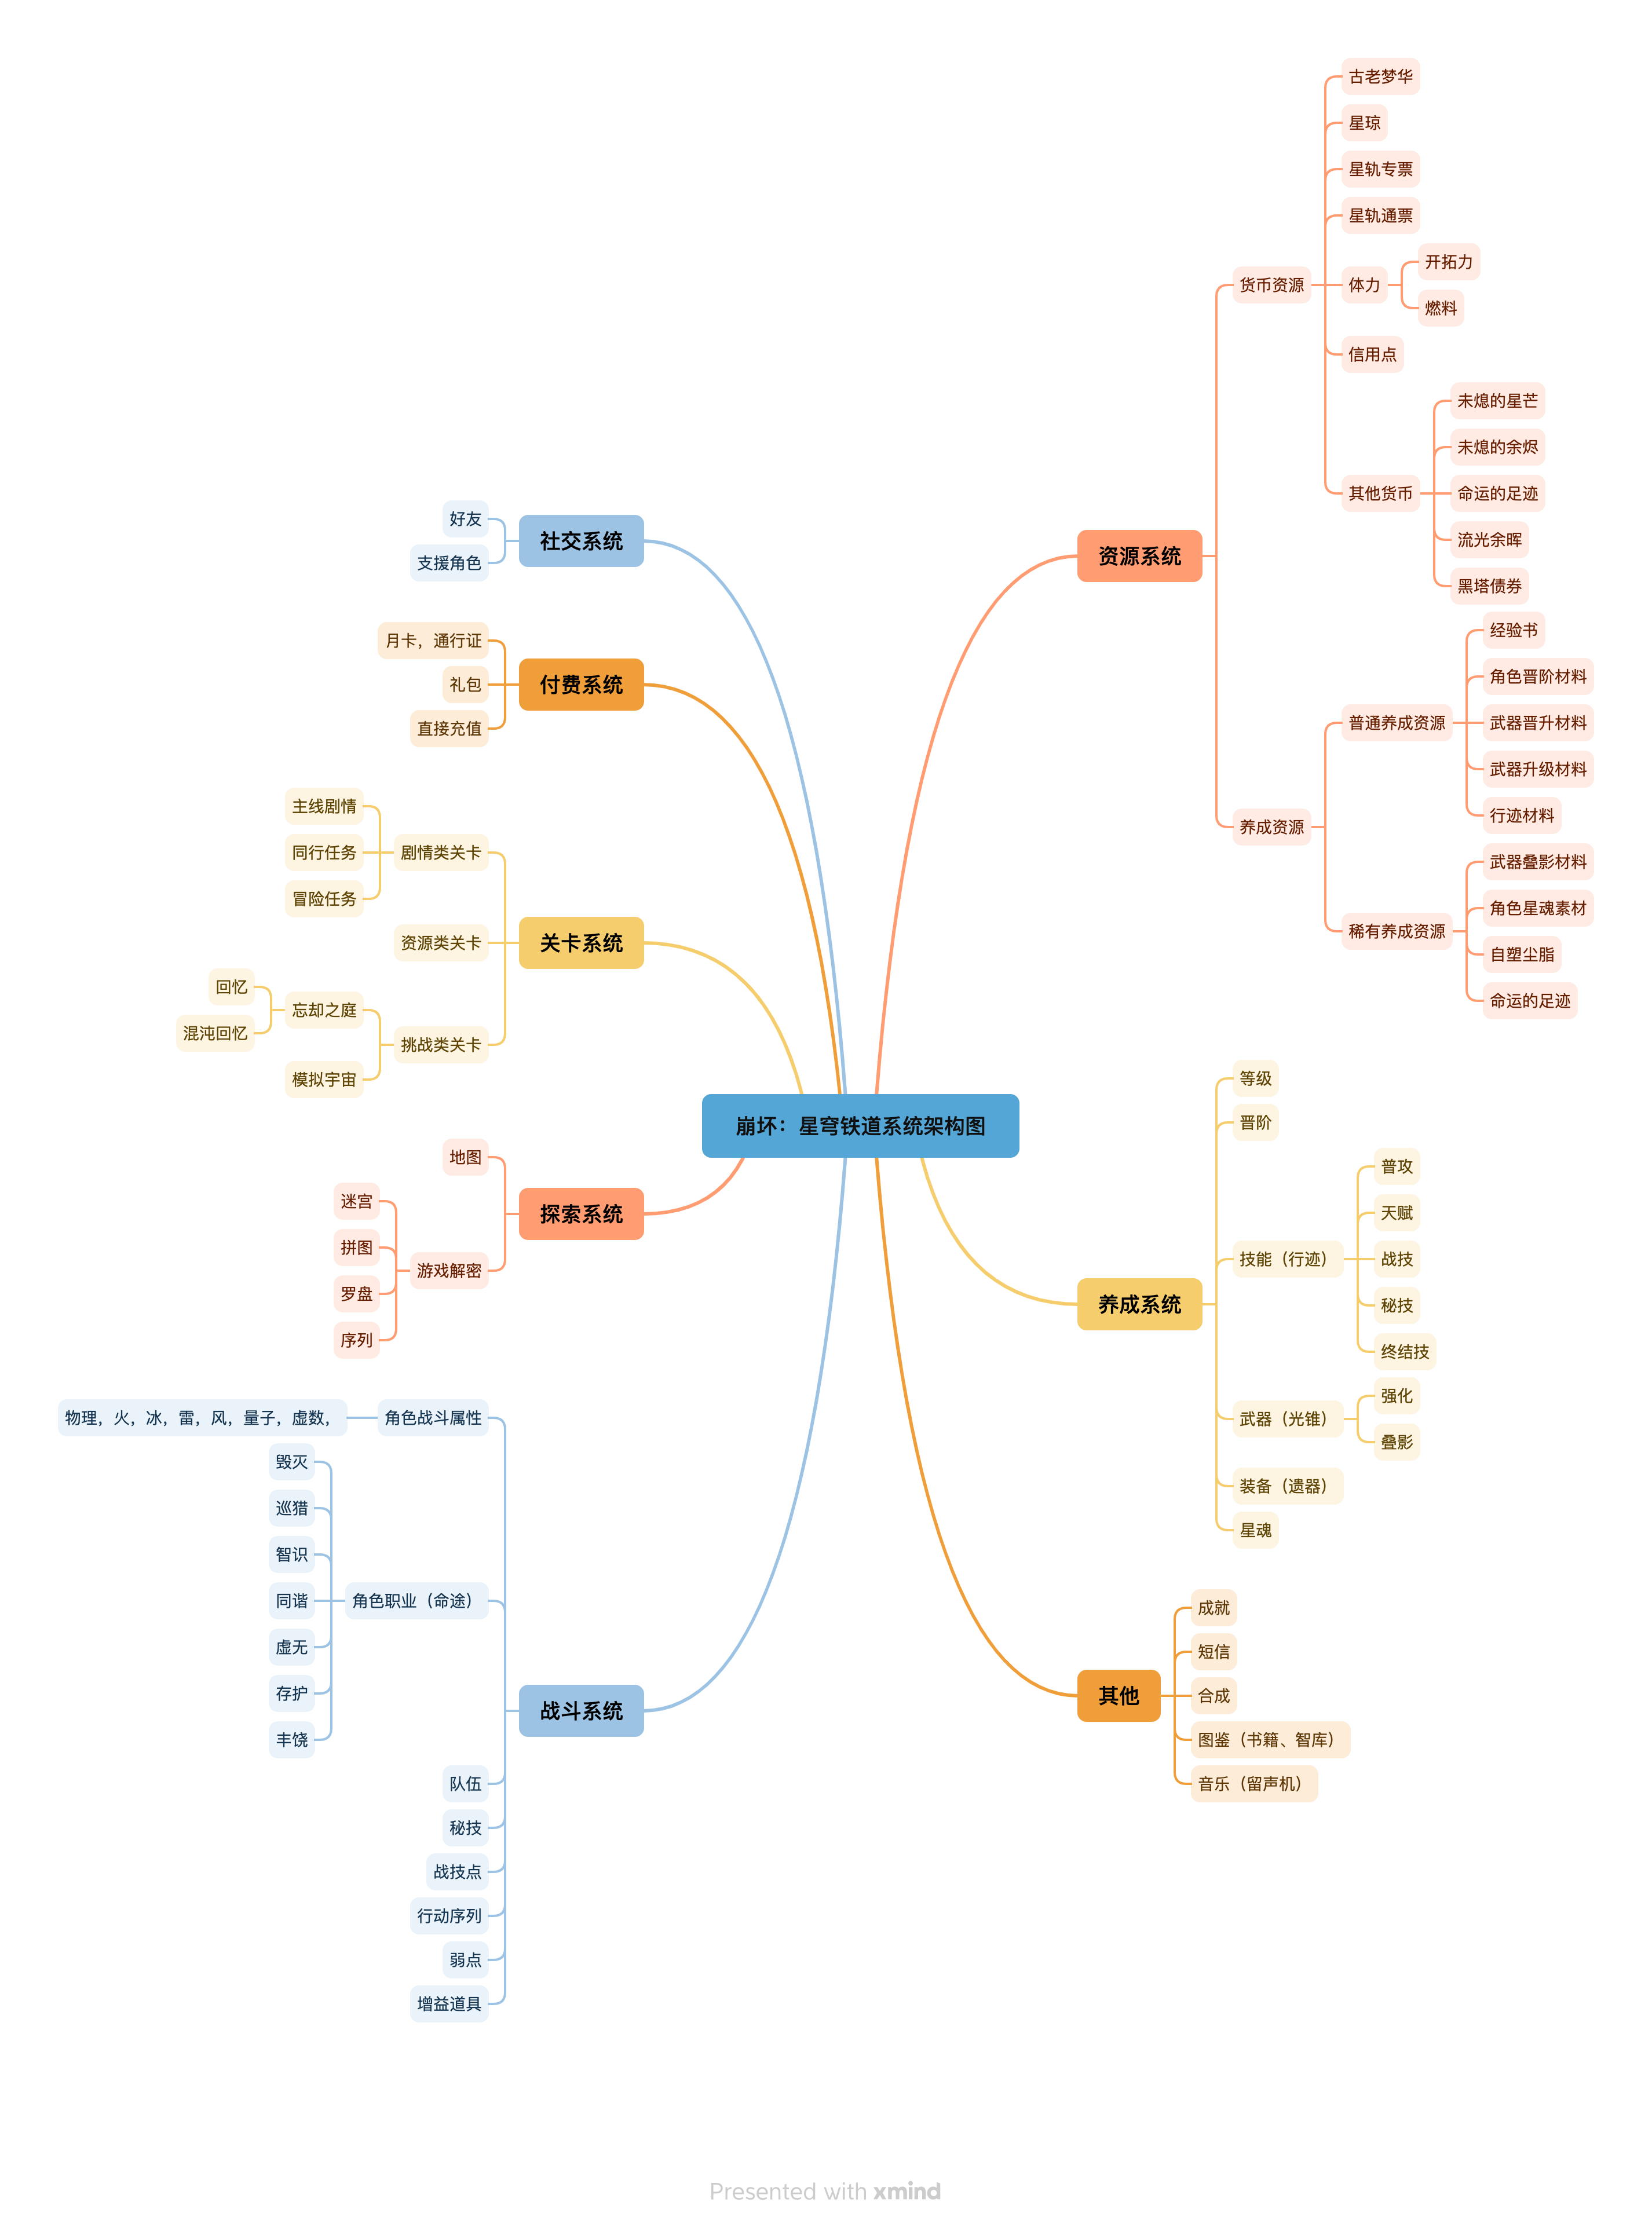 崩坏：星穹铁道系统架构图
资源系统
货币资源
古老梦华
星琼
星轨专票
星轨通票
体力
开拓力
燃料
信用点
其他货币
未熄的星芒
未熄的余烬
命运的足迹
流光余晖
黑塔债券
养成资源
普通养成资源
经验书
角色晋阶材料
武器晋升材料
武器升级材料
行迹材料
稀有养成资源
武器叠影材料
角色星魂素材
自塑尘脂
命运的足迹
养成系统
等级
晋阶
技能（行迹）
普攻
天赋
战技
秘技
终结技
武器（光锥）
强化
叠影
装备（遗器）
星魂
其他
成就
短信
合成
图鉴（书籍、智库）
音乐（留声机）
社交系统
好友
支援角色
付费系统
月卡，通行证
礼包
直接充值
关卡系统
剧情类关卡
主线剧情
同行任务
冒险任务
资源类关卡
挑战类关卡
忘却之庭
回忆
混沌回忆
模拟宇宙
探索系统
地图
游戏解密
迷宫
拼图
罗盘
序列
战斗系统
角色战斗属性
物理，火，冰，雷，风，量子，虚数，
角色职业（命途）
毁灭
巡猎
智识
同谐
虚无
存护
丰饶
队伍
秘技
战技点
行动序列
弱点
增益道具
Presented with xmind